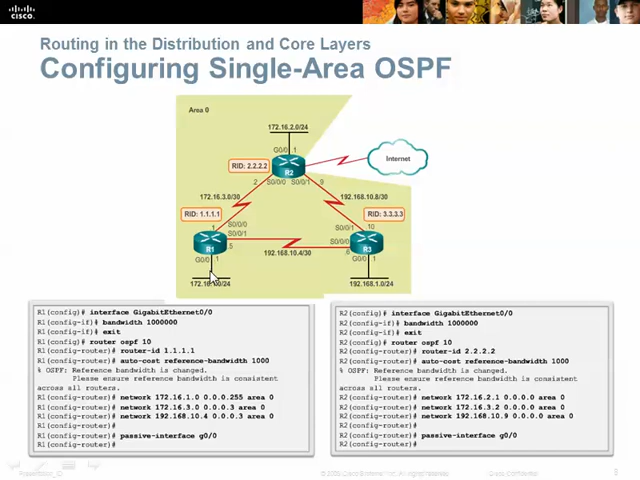 CISCO
Routing in the Distribution and Core Layers
Configuring Single-Area OSPF
Area 0
172.16.2.0/24
G0/0 .1
Internet
RID: 2.2.2.2
R2
.2 S0/0/0 S0/0/1 .9
172.16.3.0/30
192.168.10.8/30
RID: 1.1.1.1
RID: 3.3.3.3
.1 S0/0/0
.10
S0/0/1
S0/0/1
R1
S0/0/0
R3
.5
192.168.10.4/30
.6
G0/0 .1
G0/0 .1
192.168.1.0/24
R1(config)# interface GigabitEthernet0/0
R1(config-if)# bandwidth 1000000
R1(config-if)# exit
R1(config)# router ospf 10
R1(config-router)# router-id 1.1.1.1
R1(config-router)# auto-cost reference-bandwidth 1000
% OSPF: Reference bandwidth is changed.
Please ensure reference bandwidth is consistent
across all routers.
R1(config-router)# network 172.16.1.0 0.0.0.255 area 0
R1(config-router)# network 172.16.3.0 0.0.0.3 area 0
R1(config-router)# network 192.168.10.4 0.0.0.3 area 0
R1(config-router)#
R1(config-router)# passive-interface g0/0
R1(config-router)#
R2(config)# interface GigabitEthernet0/0
R2(config-if)# bandwidth 1000000
R2(config-if)# exit
R2(config)# router ospf 10
R2(config-router)# router-id 2.2.2.2
R2(config-router)# auto-cost reference-bandwidth 1000
% OSPF: Reference bandwidth is changed.
Please ensure reference bandwidth is consistent
across all routers.
R2(config-router)# network 172.16.2.1 0.0.0.0 area 0
R2(config-router)# network 172.16.3.2 0.0.0.0 area 0
R2(config-router)# network 192.168.10.9 0.0.0.0 area 0
R2(config-router)#
R2(config-router)# passive-interface g0/0
R2(config-router)#
Presentation_ID
© 2008 Cisco Systems, Inc. All rights reserved.
Cisco Confidential